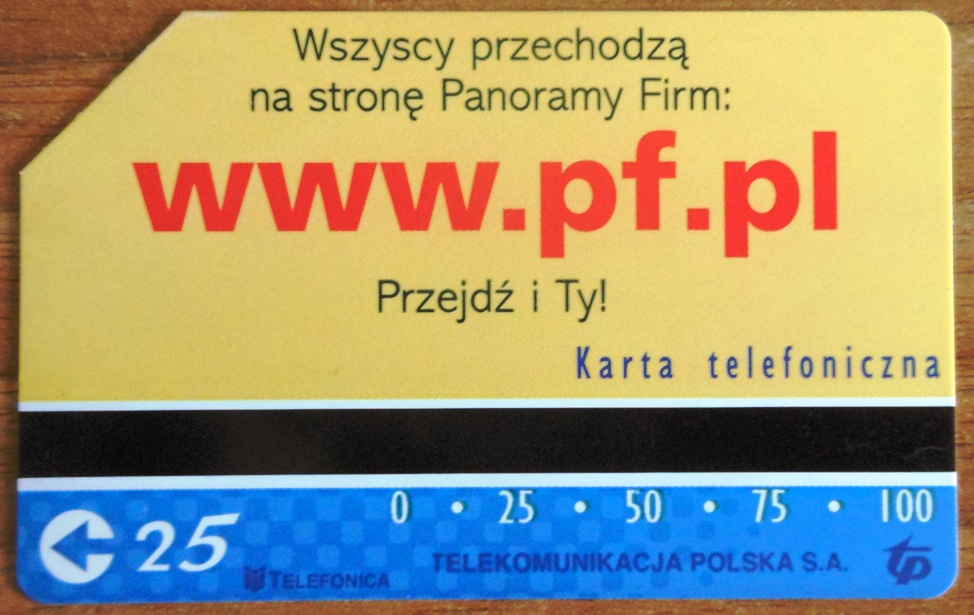 Wszyscy przechodzą
na stronę Panoramy Firm:
www.pf.pl
Przejdź i Ty!
Karta telefoniczna
0 • 25 • 50 • 75 • 100
25
TELEFONICA
TELEKOMUNIKACJA POLSKA S.A.
tp